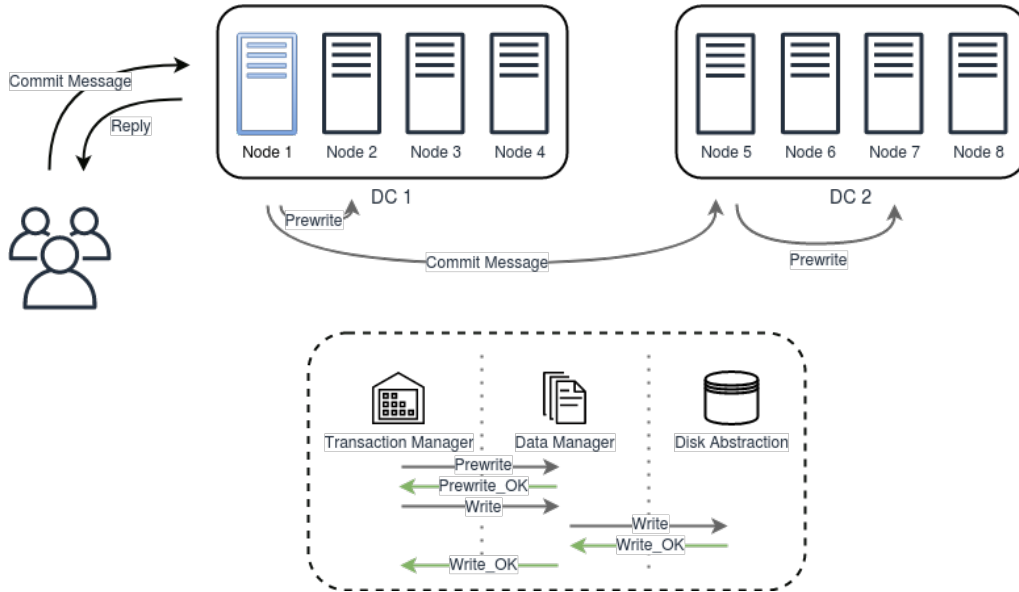 Commit Message
Reply
Node 1
Node 2
Node 3
Node 4
DC 1
Node 5
Node 6
Node 7
Node 8
DC 2
Prewrite
Commit Message
Prewrite
Transaction Manager
Data Manager
Disk Abstraction
Prewrite
Prewrite_OK
Write
Write
Write_OK
Write_OK